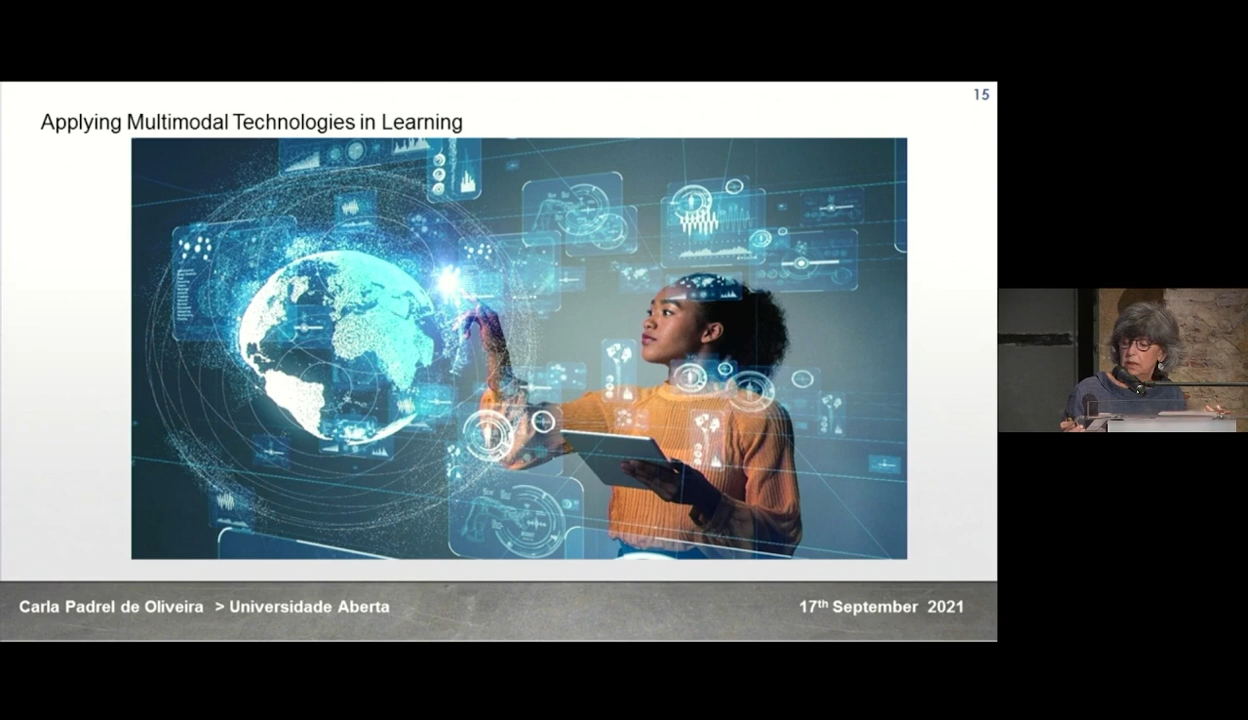 15
Applying Multimodal Technologies in Learning
Carla Padrel de Oliveira > Universidade Aberta
17th September 2021